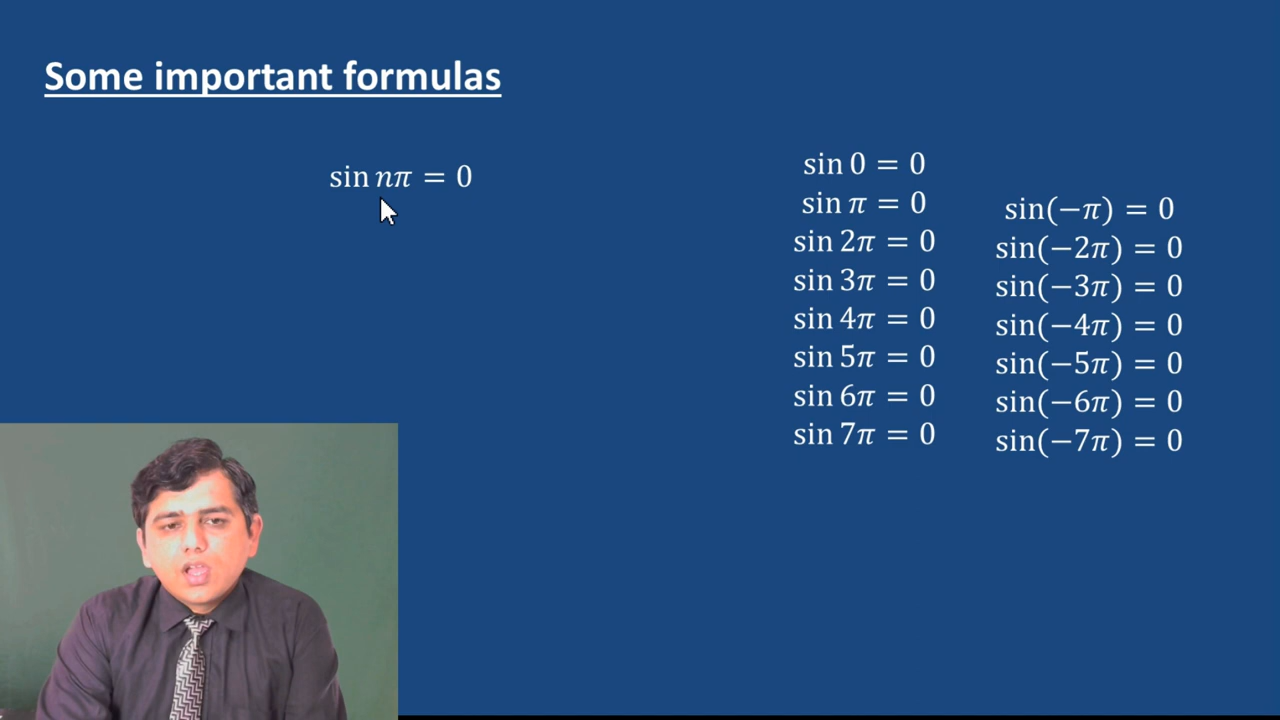 Some important formulas
sin 𝑛𝜋 = 0
sin 0 = 0
sin 𝜋 = 0
sin 2𝜋 = 0
sin 3𝜋 = 0
sin 4𝜋 = 0
sin 5𝜋 = 0
sin 6𝜋 = 0
sin 7𝜋 = 0
sin(−𝜋) = 0
sin(−2𝜋) = 0
sin(−3𝜋) = 0
sin(−4𝜋) = 0
sin(−5𝜋) = 0
sin(−6𝜋) = 0
sin(−7𝜋) = 0